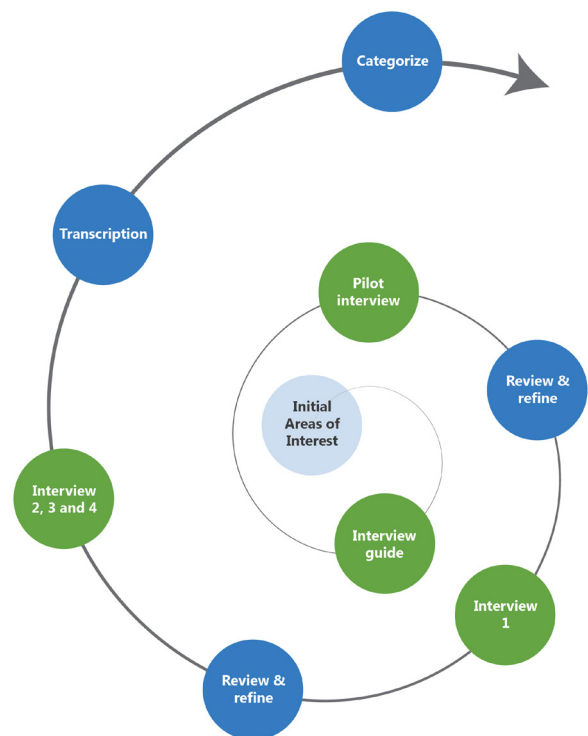 Categorize
Transcription
Pilot
interview
Review &
refine
Initial
Areas of
Interest
Interview
2, 3 and 4
Interview
guide
Interview
1
Review &
refine